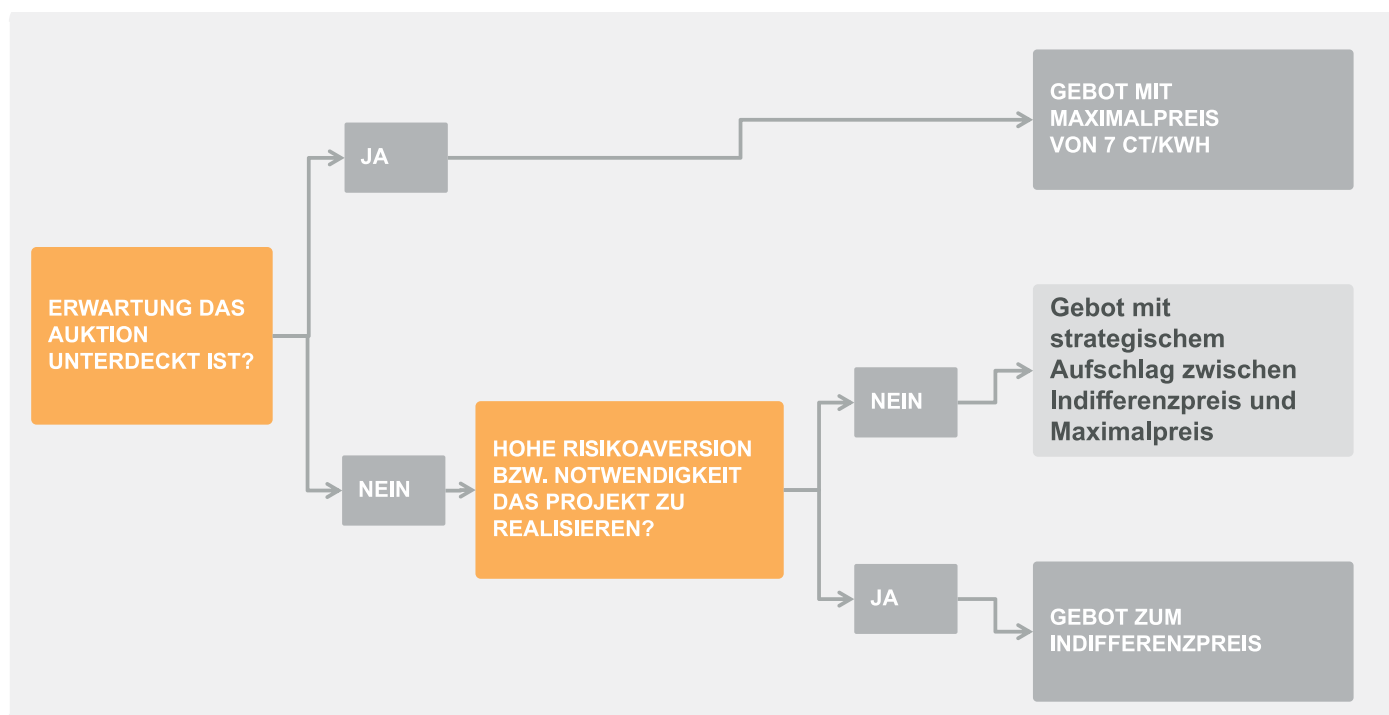 GEBOT MIT
MAXIMALPREIS
VON 7 CT/KWH
JA
ERWARTUNG DAS
AUKTION
UNTERDECKT IST?
Gebot mit
strategischem
Aufschlag zwischen
Indifferenzpreis und
Maximalpreis
NEIN
HOHE RISIKOAVERSION
BZW. NOTWENDIGKEIT
DAS PROJEKT ZU
REALISIEREN?
NEIN
JA
GEBOT ZUM
INDIFFERENZPREIS